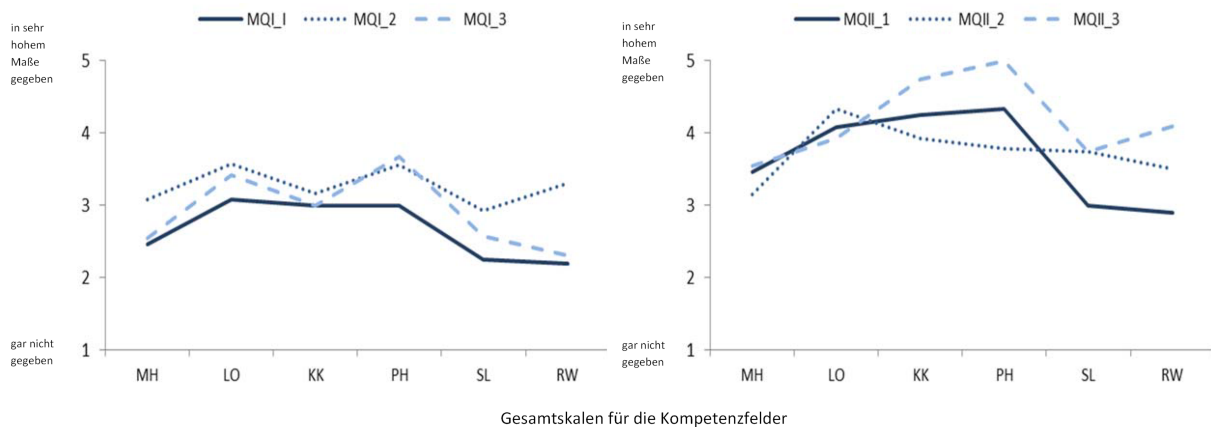 MQI_I MQI_2 MQI_3
in sehr
hohem
Maße
gegeben
5
4
3
2
1
gar nicht
gegeben
MH LO KK PH SL RW
MQII_1 MQII_2 MQII_3
in sehr
hohem
Maße
gegeben
5
4
3
2
1
gar nicht
gegeben
MH LO KK PH SL RW
Gesamtskalen für die Kompetenzfelder